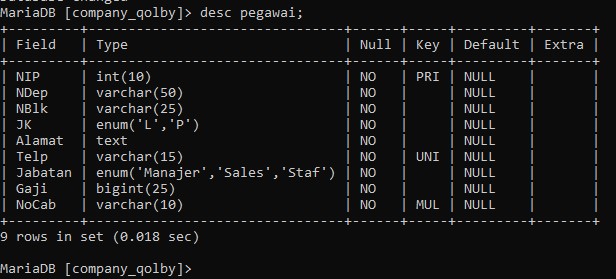 MariaDB [company_qolby]> desc pegawai;
+---------+--------------------------------+------+-----+---------+-------+
| Field   | Type                           | Null | Key | Default | Extra |
+---------+--------------------------------+------+-----+---------+-------+
| NIP     | int(10)                        | NO   | PRI | NULL    |       |
| NDep    | varchar(50)                    | NO   |     | NULL    |       |
| NBlk    | varchar(25)                    | NO   |     | NULL    |       |
| JK      | enum('L','P')                  | NO   |     | NULL    |       |
| Alamat  | text                           | NO   |     | NULL    |       |
| Telp    | varchar(15)                    | NO   | UNI | NULL    |       |
| Jabatan | enum('Manajer','Sales','Staf') | NO   |     | NULL    |       |
| Gaji    | bigint(25)                     | NO   |     | NULL    |       |
| NoCab   | varchar(10)                    | NO   | MUL | NULL    |       |
+---------+--------------------------------+------+-----+---------+-------+
9 rows in set (0.018 sec)
MariaDB [company_qolby]>